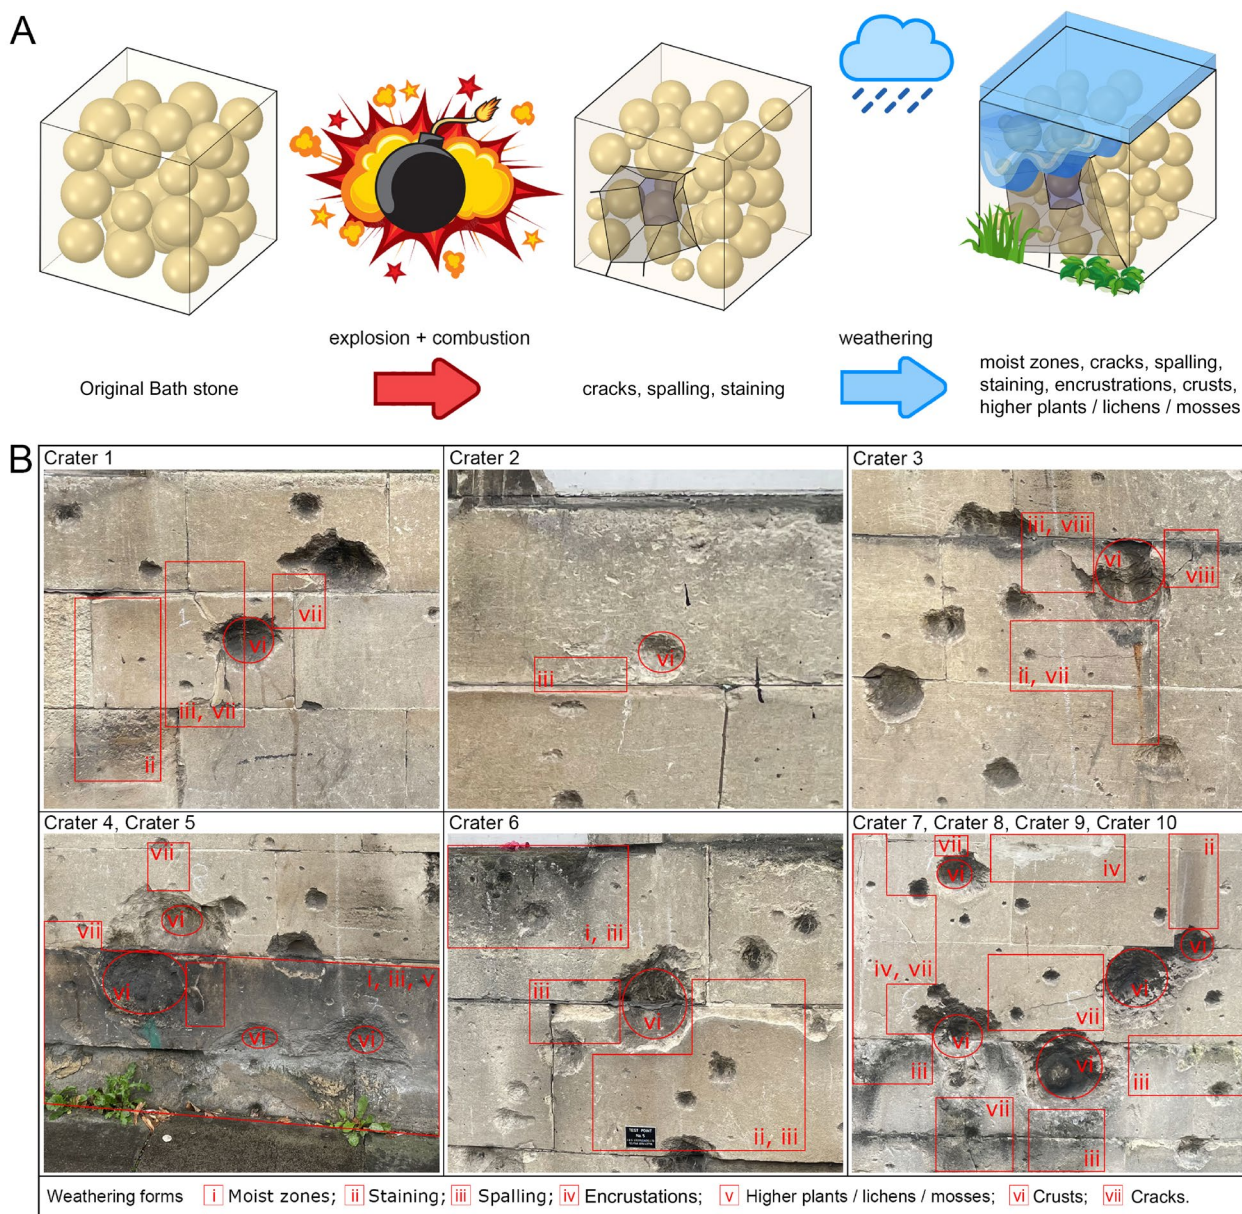 A
explosion + combustion
weathering
Original Bath stone
cracks, spalling, staining
moist zones, cracks, spalling,
staining, encrustrations, crusts,
higher plants / lichens / mosses
B
Crater 1
vii
vi
iii, vii
ii
Crater 2
vi
iii
Crater 3
iii, viii
vi
viii
ii, vii
Crater 4, Crater 5
vii
vi
vii
i, iii, v
vi
vi
vi
Crater 6
i, iii
iii
vi
ii, iii
TEST POINT
No 5
Crater 7, Crater 8, Crater 9, Crater 10
vii
vi
iv
ii
vi
iv, vii
vi
vii
vi
vi
iii
iii
vii
iii
Weathering forms i Moist zones; ii Staining; iii Spalling; iv Encrustations; v Higher plants / lichens / mosses; vi Crusts; vii Cracks.